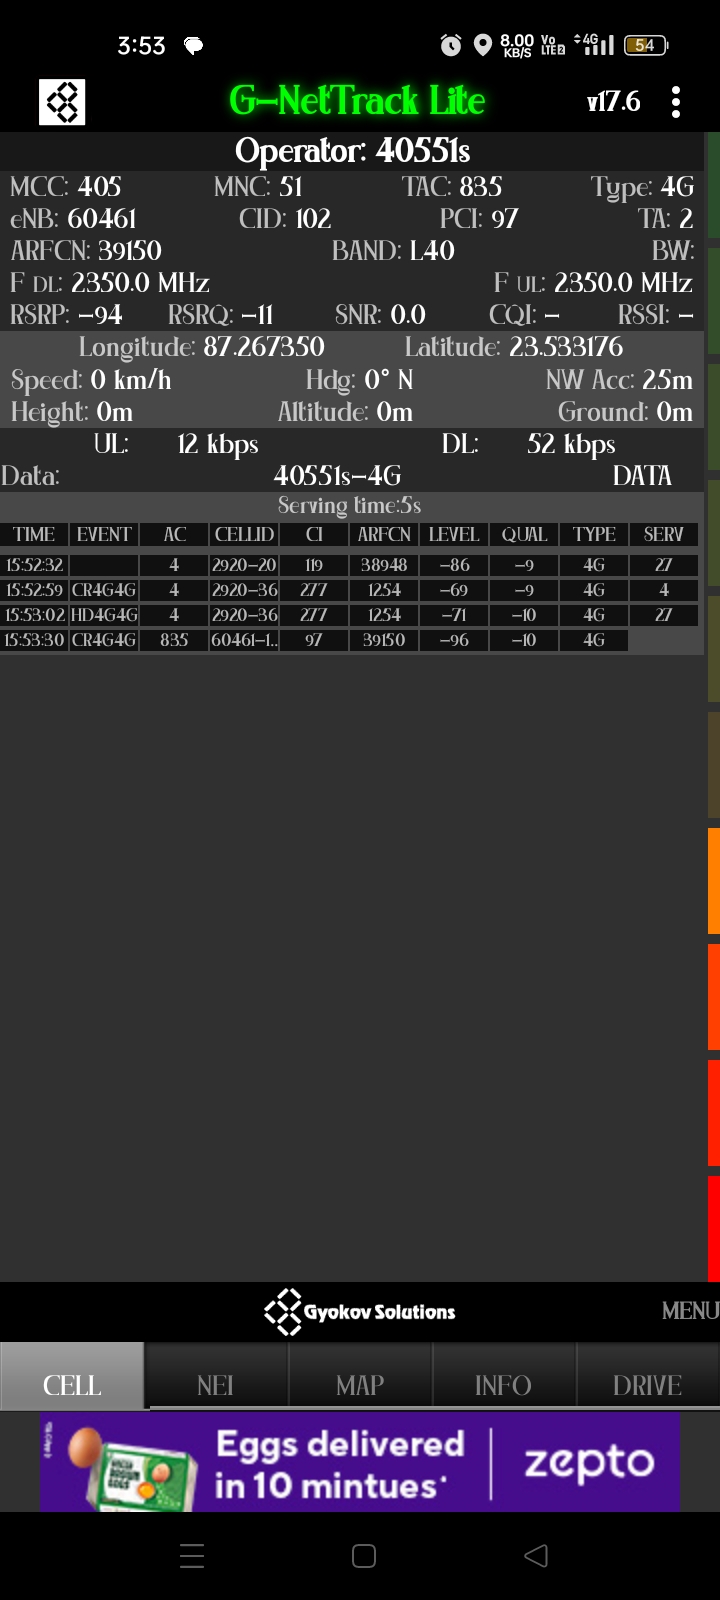 3:53 8.00 KB/S Vo LTE2 4G 54
G-NetTrack Lite v17.6
Operator: 40551s
MCC: 405 MNC: 51 TAC: 835 Type: 4G
eNB: 60461 CID: 102 PCI: 97 TA: 2
ARFCN: 39150 BAND: L40 BW:
F DL: 2350.0 MHz F UL: 2350.0 MHz
RSRP: -94 RSRQ: -11 SNR: 0.0 CQI: - RSSI: -
Longitude: 87.267350 Latitude: 23.533176
Speed: 0 km/h Hdg: 0° N NW Acc: 25m
Height: 0m Altitude: 0m Ground: 0m
UL: 12 kbps DL: 52 kbps
Data: 40551s-4G DATA
Serving time:5s
TIME EVENT AC CELLID CI ARFCN LEVEL QUAL TYPE SERV
15:52:32 4 2920-20 119 38948 -86 -9 4G 27
15:52:59 CR4G4G 4 2920-36 277 1254 -69 -9 4G 4
15:53:02 HD4G4G 4 2920-36 277 1254 -71 -10 4G 27
15:53:30 CR4G4G 835 60461-1.. 97 39150 -96 -10 4G
Gyokov Solutions MENU
CELL NEI MAP INFO DRIVE
Eggs delivered
in 10 mintues*
zepto